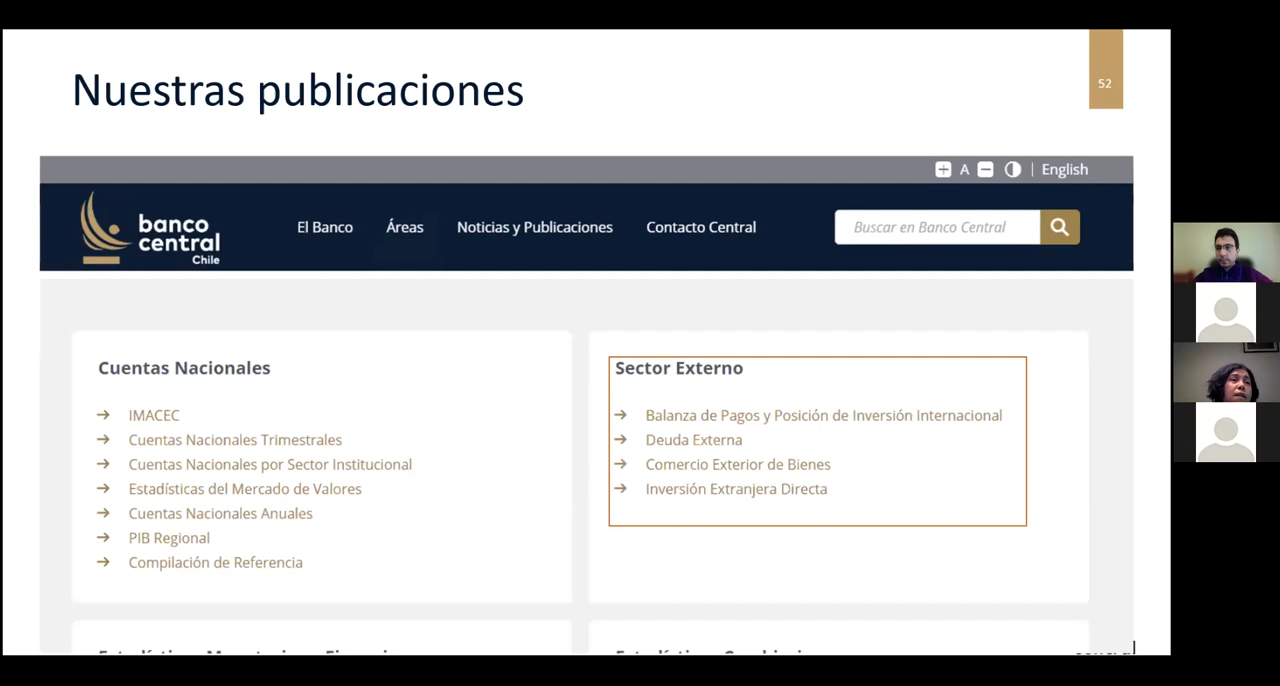 Nuestras publicaciones
52
A
English
banco
central
Chile
El Banco
Áreas
Noticias y Publicaciones
Contacto Central
Buscar en Banco Central
Cuentas Nacionales
IMACEC
Cuentas Nacionales Trimestrales
Cuentas Nacionales por Sector Institucional
Estadísticas del Mercado de Valores
Cuentas Nacionales Anuales
PIB Regional
Compilación de Referencia
Sector Externo
Balanza de Pagos y Posición de Inversión Internacional
Deuda Externa
Comercio Exterior de Bienes
Inversión Extranjera Directa